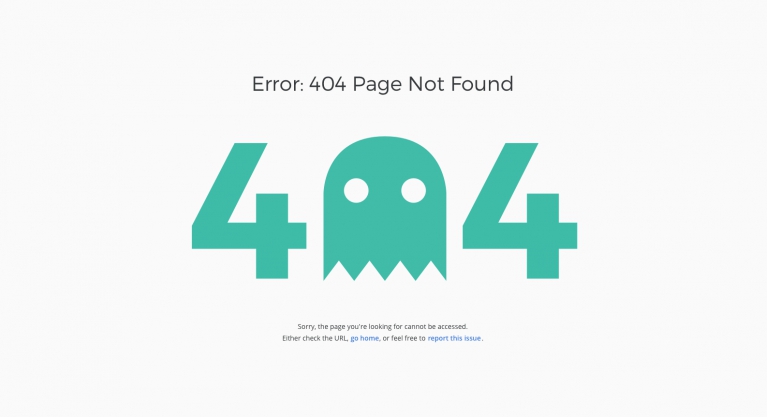 Error: 404 Page Not Found
4 4
Sorry, the page you're looking for cannot be accessed.
Either check the URL, go home, or feel free to report this issue.